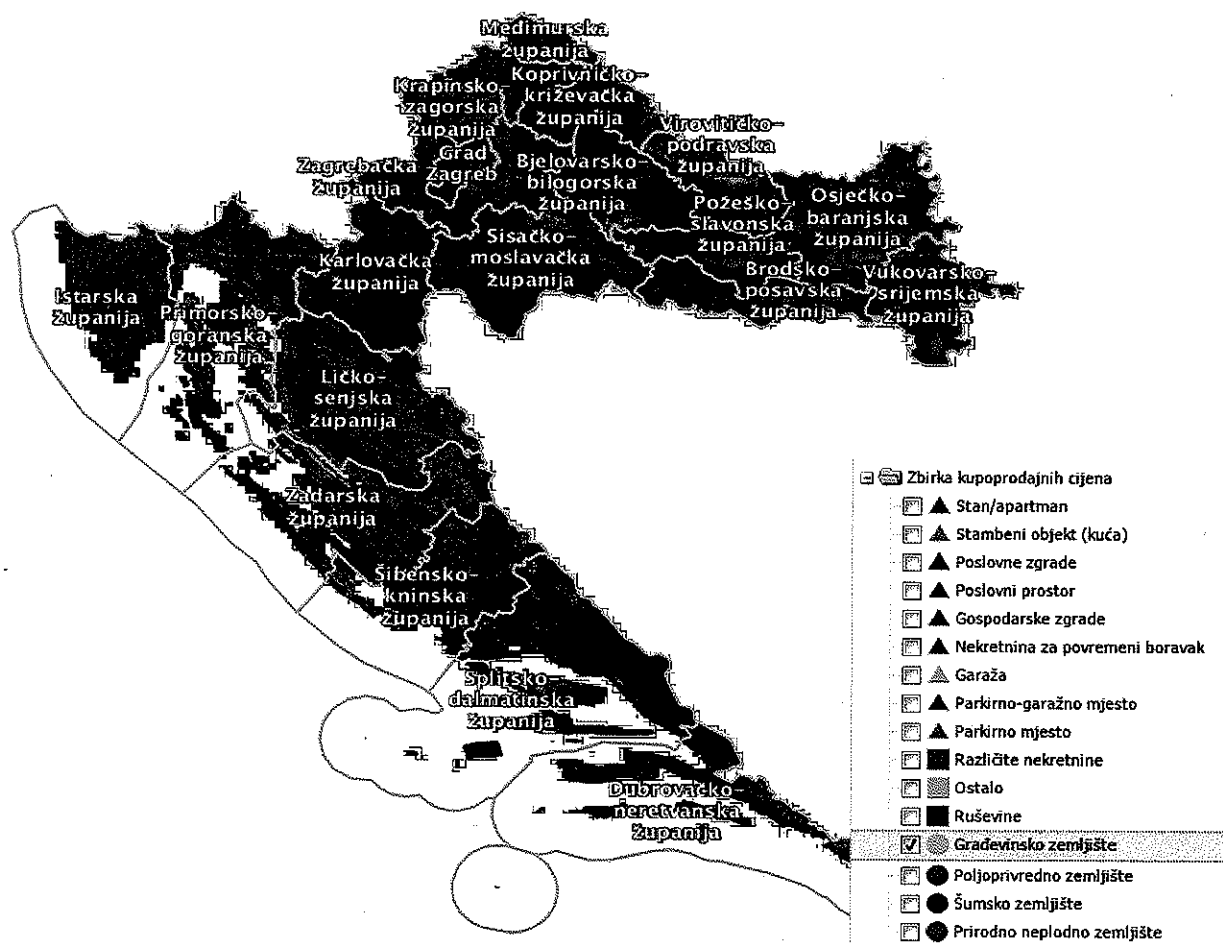 Međimurska
županija
Koprivničko-
križevačka
županija
Krapinsko-
zagorska
županija
Virovitičko-
podravska
županija
Grad
Zagreb
Zagrebačka
županija
Bjelovarsko-
bilogorska
županija
Osječko-
baranjska
županija
Požeško-
slavonska
županija
Sisačko-
moslavačka
županija
Karlovačka
županija
Brodsko-
posavska
županija
Vukovarsko-
srijemska
županija
Istarska
županija
Primorsko-
goranska
županija
Ličko-
senjska
županija
Zadarska
županija
Šibensko-
kninska
županija
Splitsko-
dalmatinska
županija
Dubrovačko-
neretvanska
županija
Zbirka kupoprodajnih cijena
Stan/apartman
Stambeni objekt (kuća)
Poslovne zgrade
Poslovni prostor
Gospodarske zgrade
Nekretnina za povremeni boravak
Garaža
Parkirno-garažno mjesto
Parkirno mjesto
Različite nekretnine
Ostalo
Ruševine
Građevinsko zemljište
Poljoprivredno zemljište
Šumsko zemljište
Prirodno neplodno zemljište